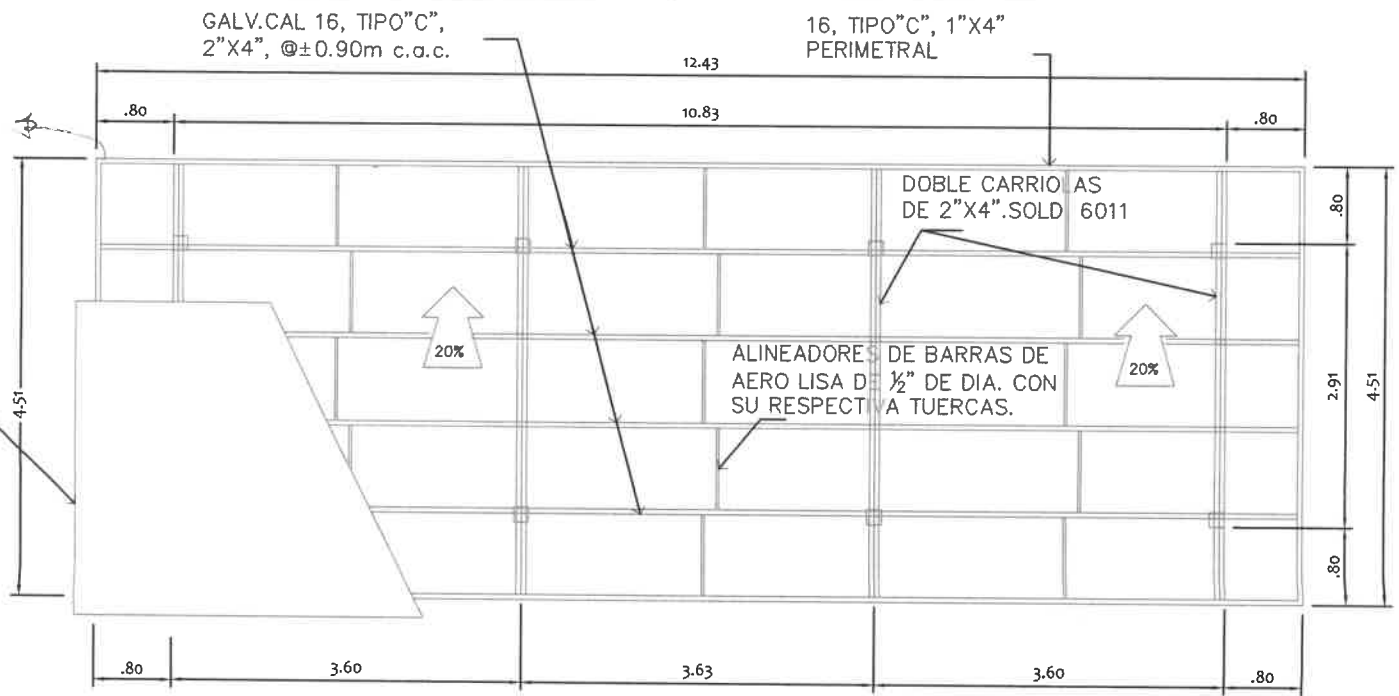 GALV.CAL 16, TIPO"C",
2"X4", @±0.90m c.a.c.
16, TIPO"C", 1"X4"
PERIMETRAL
12.43
.80
10.83
.80
DOBLE CARRIOLAS
DE 2"X4".SOLD 6011
.80
4.51
20%
ALINEADORES DE BARRAS DE
AERO LISA DE ½" DE DIA. CON
SU RESPECTIVA TUERCAS.
20%
2.91
4.51
.80
.80
3.60
3.63
3.60
.80